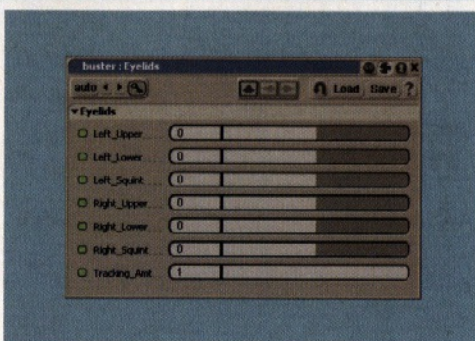 buster : Eyelids
auto Load Save ?
Eyelids
Left_Upper 0
Left_Lower 0
Left_Squint 0
Right_Upper 0
Right_Lower 0
Right_Squint 0
Tracking_Amt 1